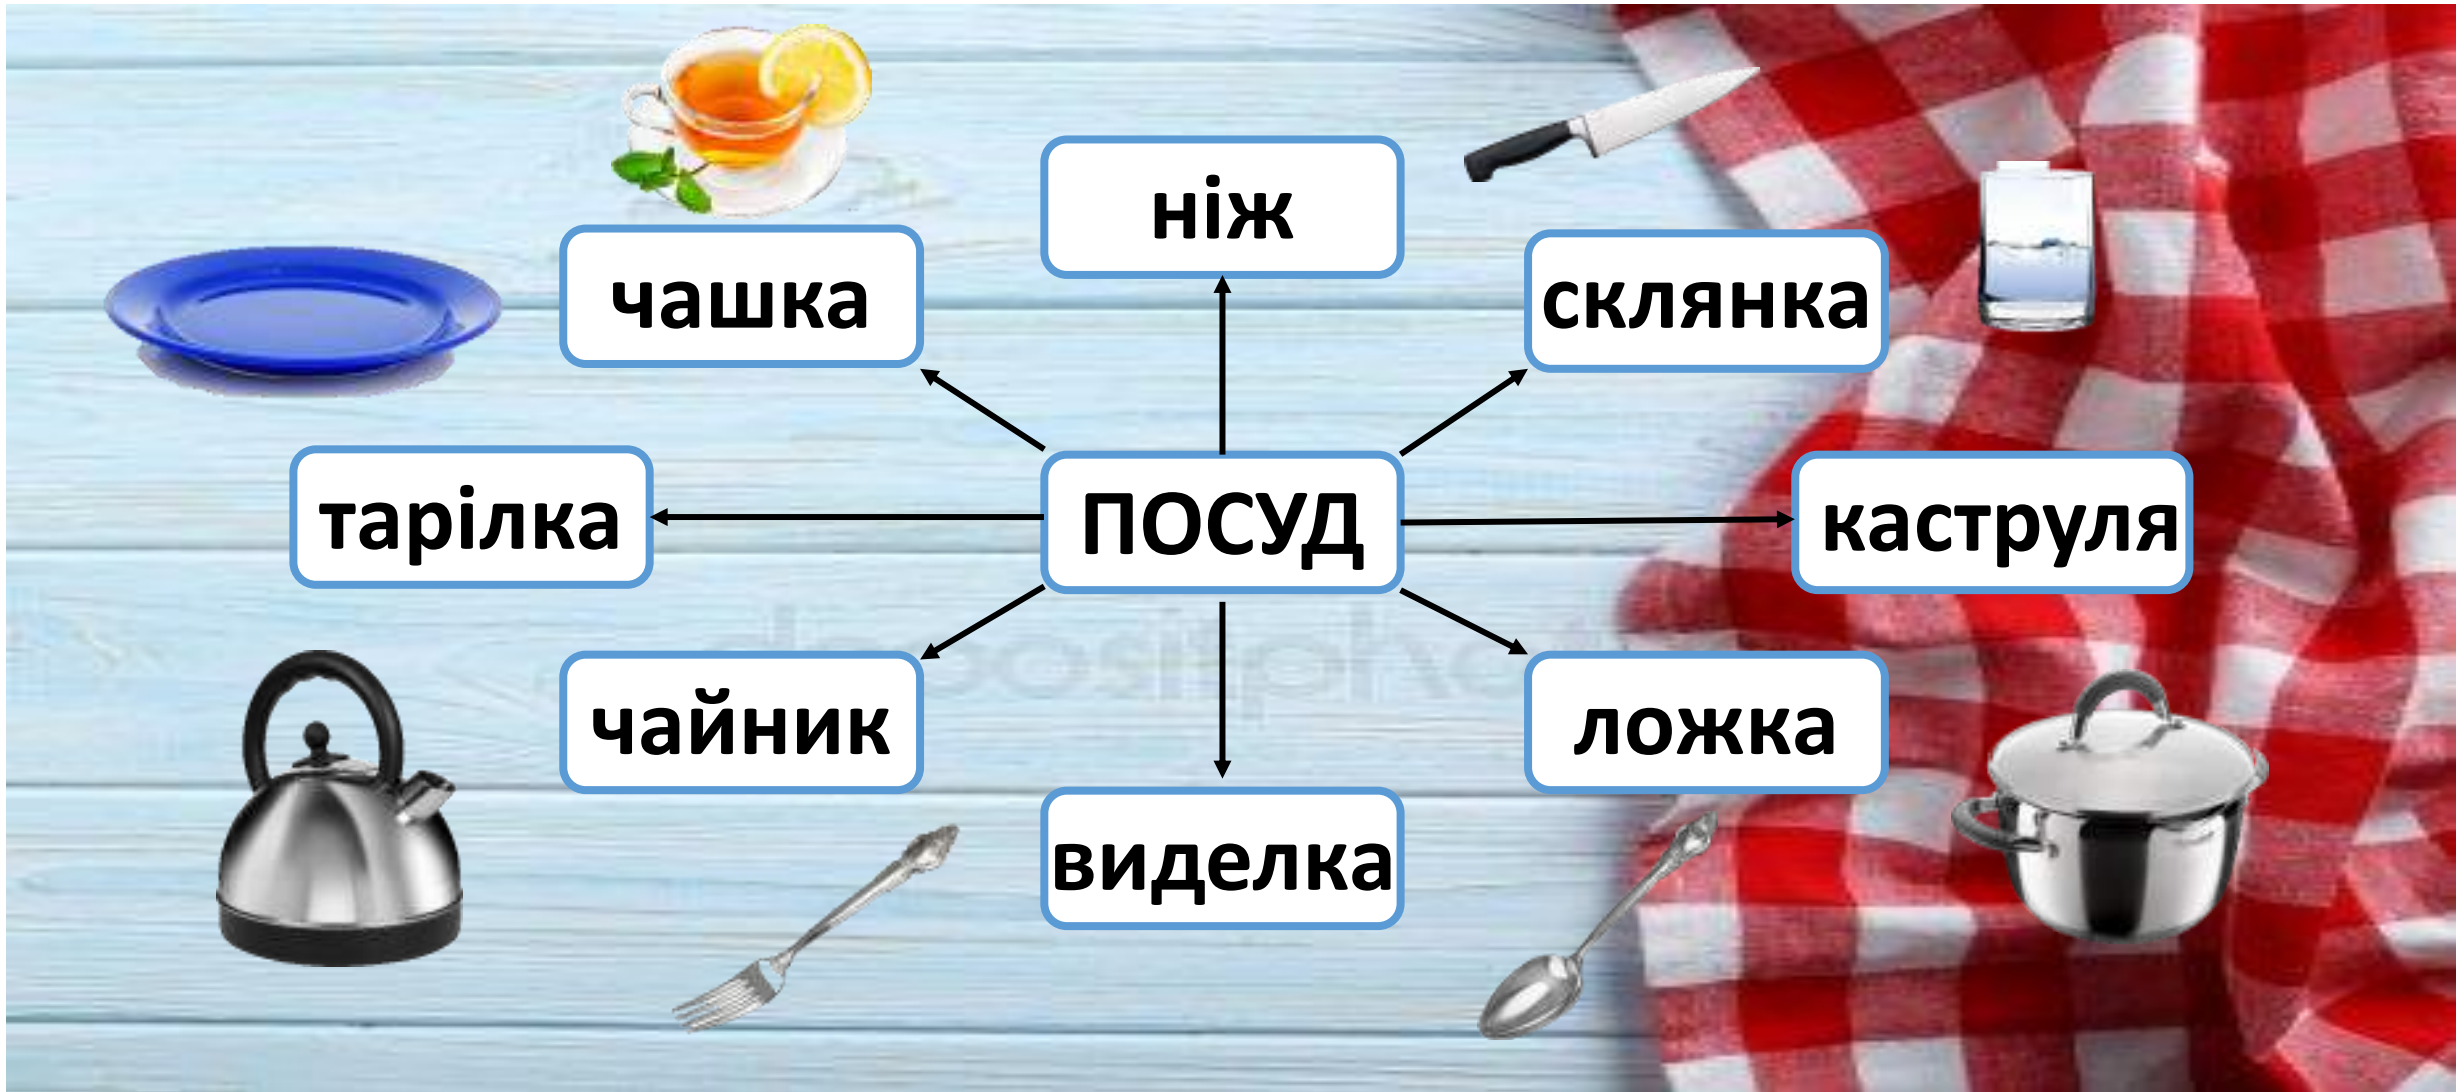 ніж
чашка
склянка
тарілка
ПОСУД
каструля
чайник
ложка
виделка